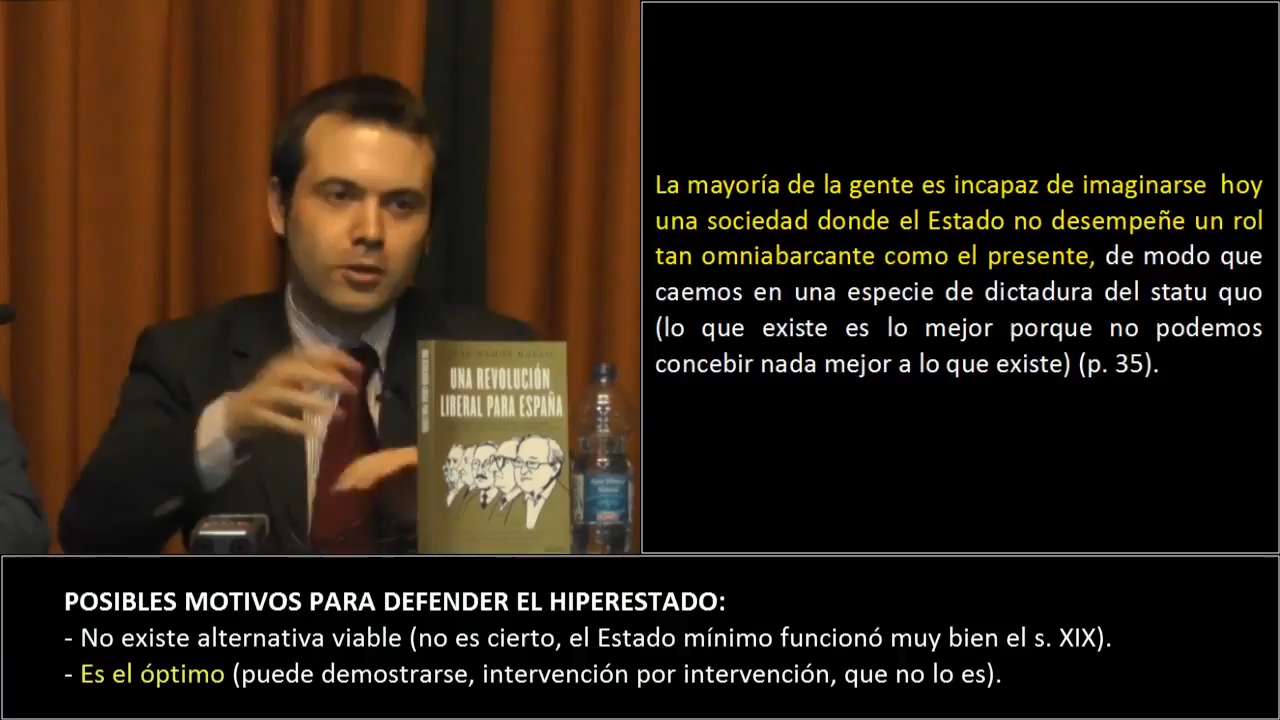 UNA REVOLUCIÓN
LIBERAL PARA ESPAÑA
La mayoría de la gente es incapaz de imaginarse hoy
una sociedad donde el Estado no desempeñe un rol
tan omniabarcante como el presente, de modo que
caemos en una especie de dictadura del statu quo
(lo que existe es lo mejor porque no podemos
concebir nada mejor a lo que existe) (p. 35).
POSIBLES MOTIVOS PARA DEFENDER EL HIPERESTADO:
- No existe alternativa viable (no es cierto, el Estado mínimo funcionó muy bien el s. XIX).
- Es el óptimo (puede demostrarse, intervención por intervención, que no lo es).